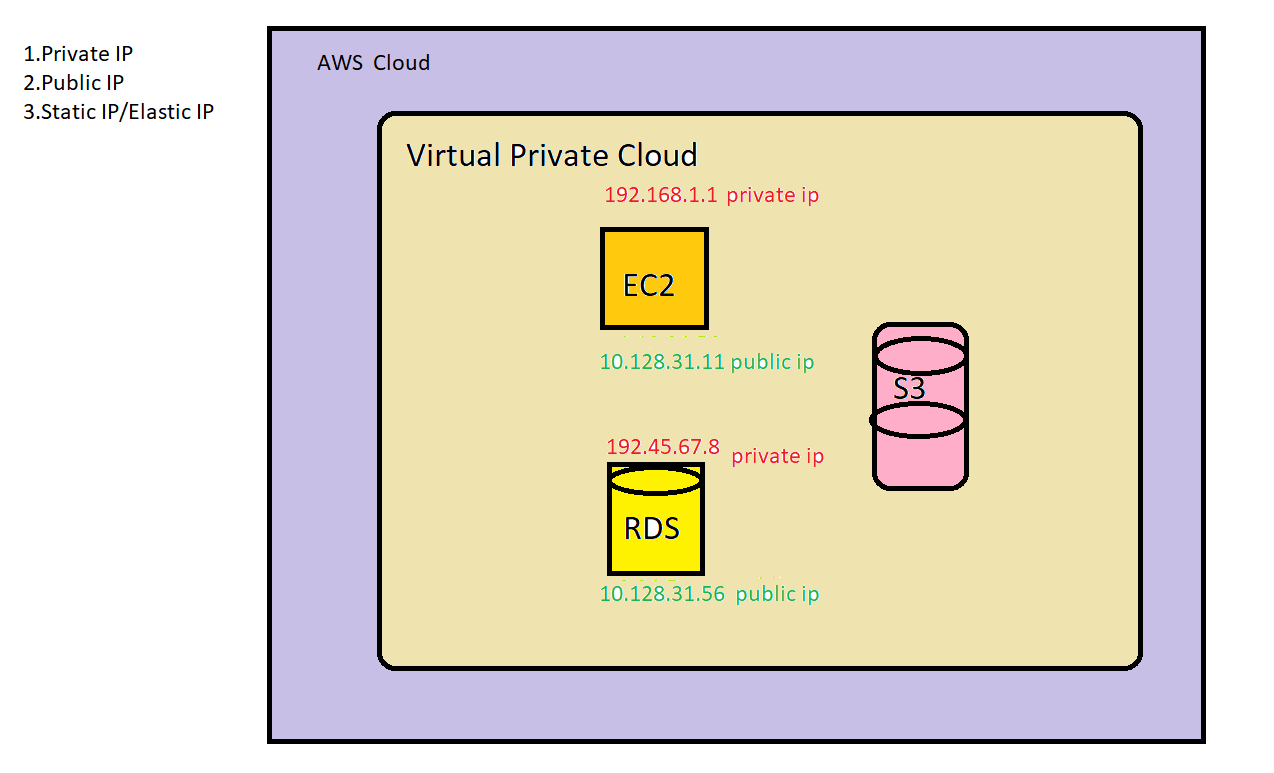 1.Private IP
2.Public IP
3.Static IP/Elastic IP
AWS Cloud
Virtual Private Cloud
192.168.1.1 private ip
EC2
10.128.31.11 public ip
S3
192.45.67.8 private ip
RDS
10.128.31.56 public ip